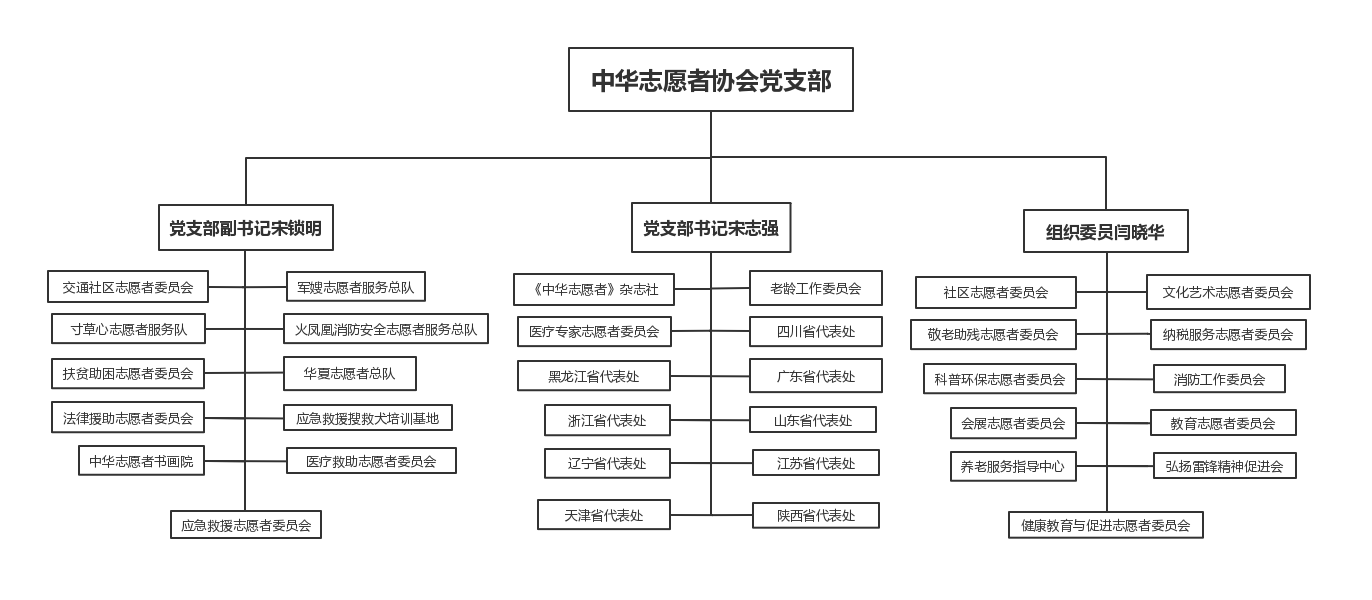 中华志愿者协会党支部
党支部副书记宋锁明
交通社区志愿者委员会
军嫂志愿者服务总队
寸草心志愿者服务队
火凤凰消防安全志愿者服务总队
扶贫助困志愿者委员会
华夏志愿者总队
法律援助志愿者委员会
应急救援搜救犬培训基地
中华志愿者书画院
医疗救助志愿者委员会
应急救援志愿者委员会
党支部书记宋志强
《中华志愿者》杂志社
老龄工作委员会
医疗专家志愿者委员会
四川省代表处
黑龙江省代表处
广东省代表处
浙江省代表处
山东省代表处
辽宁省代表处
江苏省代表处
天津省代表处
陕西省代表处
组织委员闫晓华
社区志愿者委员会
文化艺术志愿者委员会
敬老助残志愿者委员会
纳税服务志愿者委员会
科普环保志愿者委员会
消防工作委员会
会展志愿者委员会
教育志愿者委员会
养老服务指导中心
弘扬雷锋精神促进会
健康教育与促进志愿者委员会